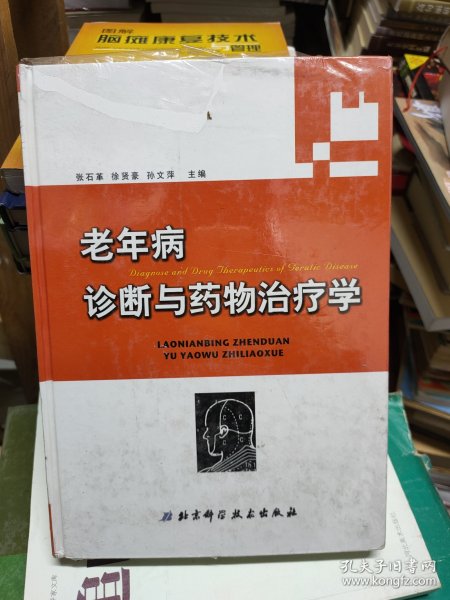 图解
脑瘫康复技术
与管理
张石革 徐贤豪 孙文萍 主编
老年病
Diagnose and Drug Therapeutics of Feratic Disease
诊断与药物治疗学
LAONIANBING ZHENDUAN
YU YAOWU ZHILIAOXUE
北京科学技术出版社
孔夫子旧书网
www.kongfz.com